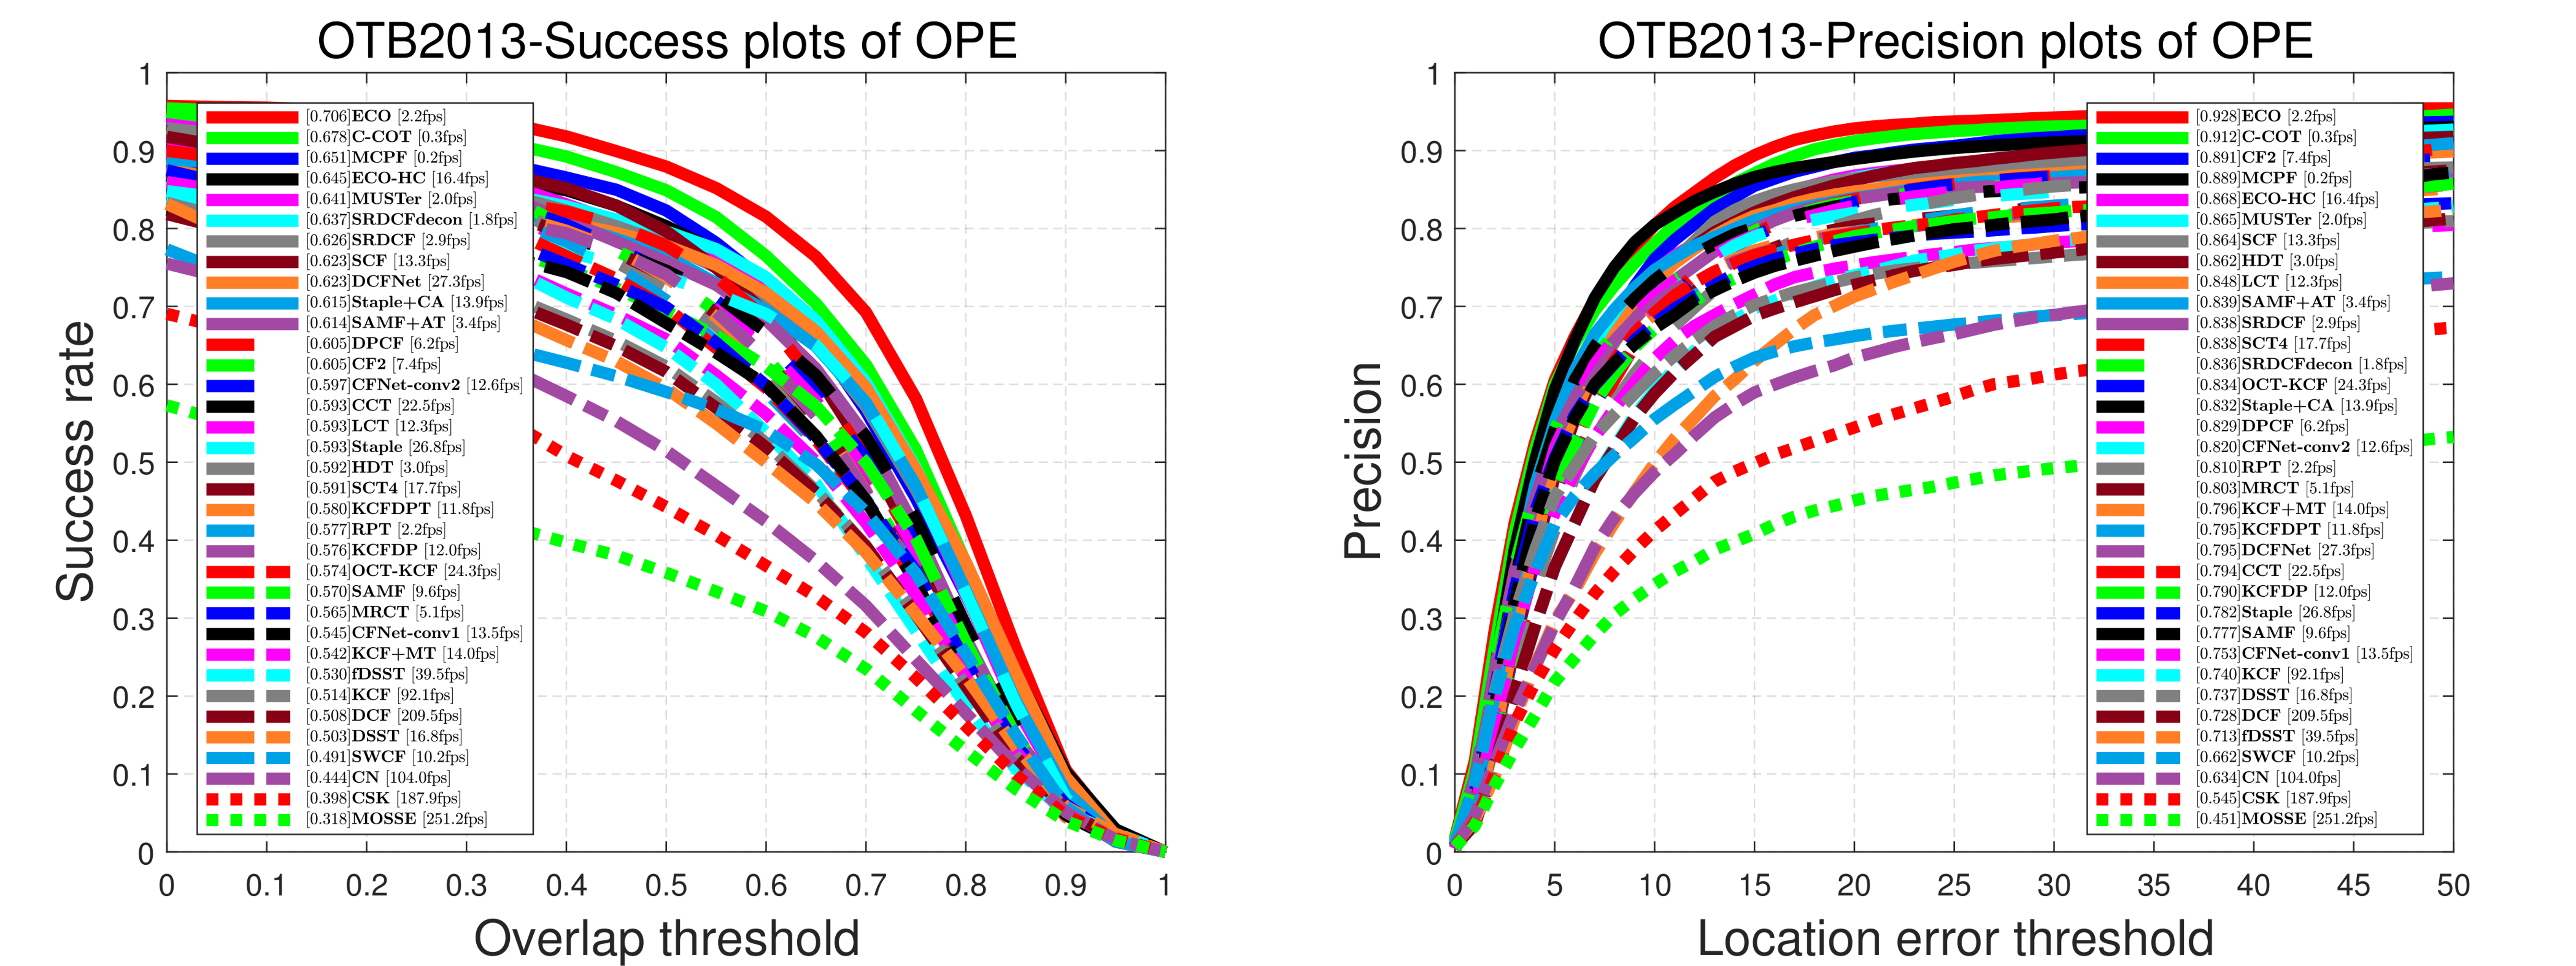 OTB2013-Success plots of OPE
Success rate
1
0.9
0.8
0.7
0.6
0.5
0.4
0.3
0.2
0.1
0
[0.706]ECO [2.2fps]
[0.678]C-COT [0.3fps]
[0.651]MCPF [0.2fps]
[0.645]ECO-HC [16.4fps]
[0.641]MUSTer [2.0fps]
[0.637]SRDCFdecon [1.8fps]
[0.626]SRDCF [2.9fps]
[0.623]SCF [13.3fps]
[0.623]DCFNet [27.3fps]
[0.615]Staple+CA [13.9fps]
[0.614]SAMF+AT [3.4fps]
[0.605]DPCF [6.2fps]
[0.605]CF2 [7.4fps]
[0.597]CFNet-conv2 [12.6fps]
[0.593]CCT [22.5fps]
[0.593]LCT [12.3fps]
[0.593]Staple [26.8fps]
[0.592]HDT [3.0fps]
[0.591]SCT4 [17.7fps]
[0.580]KCFDPT [11.8fps]
[0.577]RPT [2.2fps]
[0.576]KCFDP [12.0fps]
[0.574]OCT-KCF [24.3fps]
[0.570]SAMF [9.6fps]
[0.565]MRCT [5.1fps]
[0.545]CFNet-conv1 [13.5fps]
[0.542]KCF+MT [14.0fps]
[0.530]fDSST [39.5fps]
[0.514]KCF [92.1fps]
[0.508]DCF [209.5fps]
[0.503]DSST [16.8fps]
[0.491]SWCF [10.2fps]
[0.444]CN [104.0fps]
[0.398]CSK [187.9fps]
[0.318]MOSSE [251.2fps]
0 0.1 0.2 0.3 0.4 0.5 0.6 0.7 0.8 0.9 1
Overlap threshold
OTB2013-Precision plots of OPE
Precision
1
0.9
0.8
0.7
0.6
0.5
0.4
0.3
0.2
0.1
0
[0.928]ECO [2.2fps]
[0.912]C-COT [0.3fps]
[0.891]CF2 [7.4fps]
[0.889]MCPF [0.2fps]
[0.868]ECO-HC [16.4fps]
[0.865]MUSTer [2.0fps]
[0.864]SCF [13.3fps]
[0.862]HDT [3.0fps]
[0.848]LCT [12.3fps]
[0.839]SAMF+AT [3.4fps]
[0.838]SRDCF [2.9fps]
[0.838]SCT4 [17.7fps]
[0.836]SRDCFdecon [1.8fps]
[0.834]OCT-KCF [24.3fps]
[0.832]Staple+CA [13.9fps]
[0.829]DPCF [6.2fps]
[0.820]CFNet-conv2 [12.6fps]
[0.810]RPT [2.2fps]
[0.803]MRCT [5.1fps]
[0.796]KCF+MT [14.0fps]
[0.795]KCFDPT [11.8fps]
[0.795]DCFNet [27.3fps]
[0.794]CCT [22.5fps]
[0.790]KCFDP [12.0fps]
[0.782]Staple [26.8fps]
[0.777]SAMF [9.6fps]
[0.753]CFNet-conv1 [13.5fps]
[0.740]KCF [92.1fps]
[0.737]DSST [16.8fps]
[0.728]DCF [209.5fps]
[0.713]fDSST [39.5fps]
[0.662]SWCF [10.2fps]
[0.634]CN [104.0fps]
[0.545]CSK [187.9fps]
[0.451]MOSSE [251.2fps]
0 5 10 15 20 25 30 35 40 45 50
Location error threshold